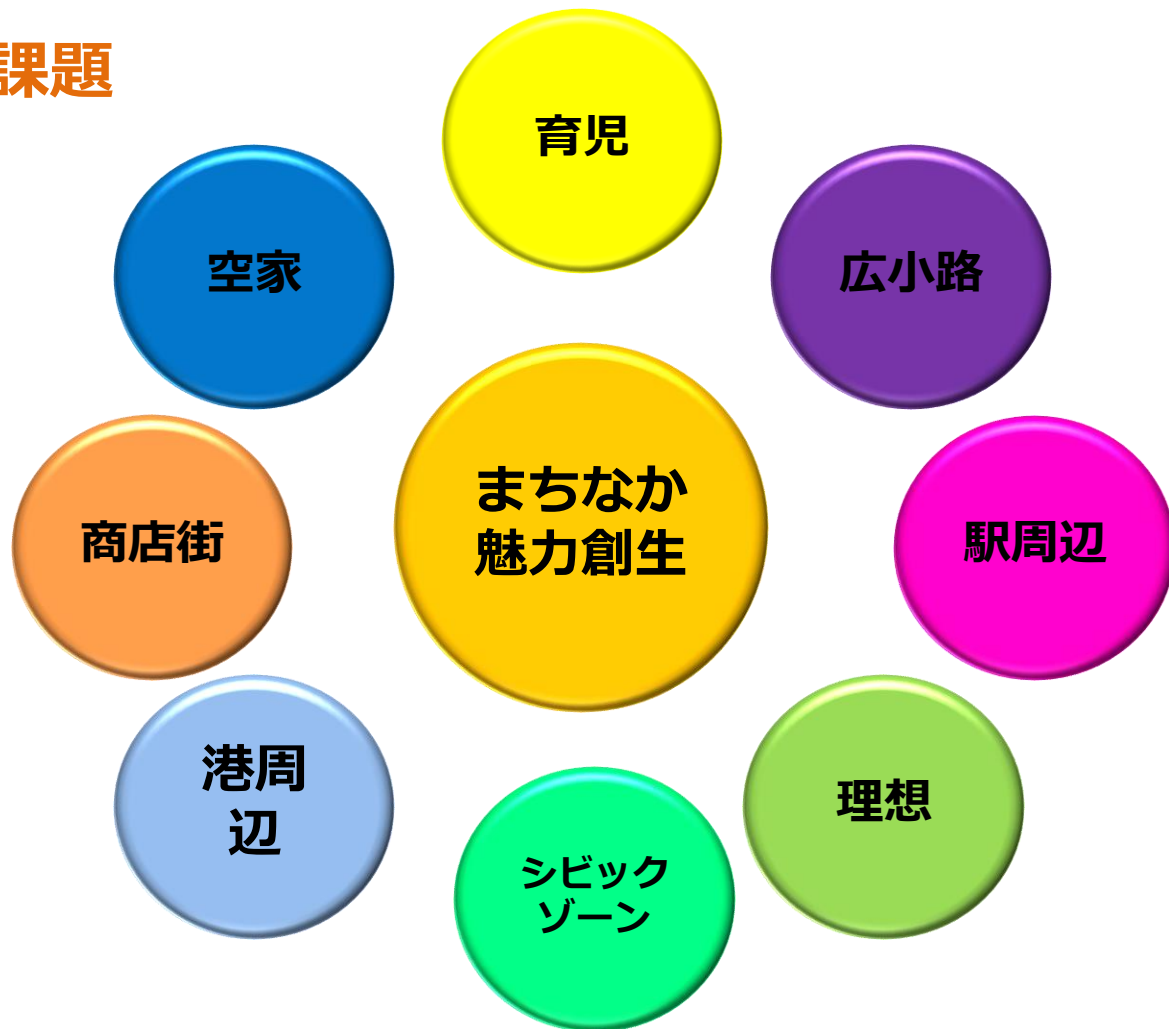 課題
育児
空家
広小路
まちなか
魅力創生
商店街
駅周辺
港周
辺
理想
シビック
ゾーン